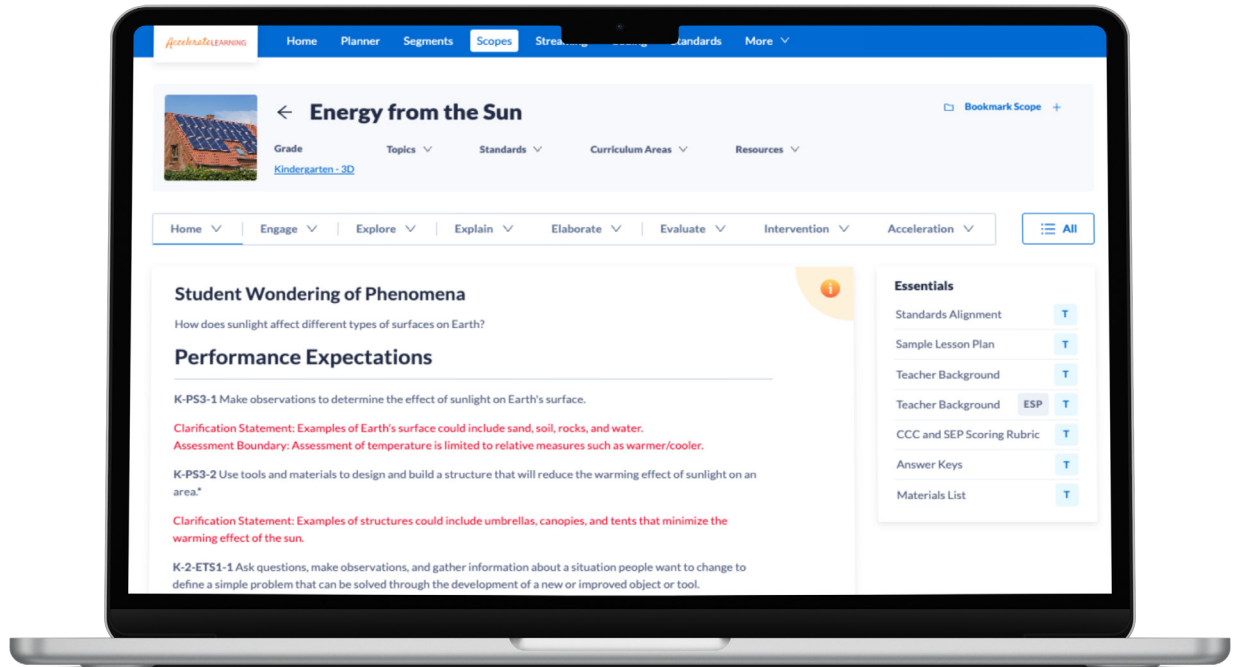 AccelerateLEARNING Home Planner Segments Scopes More
Energy from the Sun
Bookmark Scope +
Grade Topics Standards Curriculum Areas Resources
Kindergarten - 3D
Home Engage Explore Explain Elaborate Evaluate Intervention Acceleration All
Student Wondering of Phenomena
How does sunlight affect different types of surfaces on Earth?
Performance Expectations
K-PS3-1 Make observations to determine the effect of sunlight on Earth's surface.
Clarification Statement: Examples of Earth's surface could include sand, soil, rocks, and water.
Assessment Boundary: Assessment of temperature is limited to relative measures such as warmer/cooler.
K-PS3-2 Use tools and materials to design and build a structure that will reduce the warming effect of sunlight on an
area.*
Clarification Statement: Examples of structures could include umbrellas, canopies, and tents that minimize the
warming effect of the sun.
K-2-ETS1-1 Ask questions, make observations, and gather information about a situation people want to change to
define a simple problem that can be solved through the development of a new or improved object or tool.
i
Essentials
Standards Alignment T
Sample Lesson Plan T
Teacher Background T
Teacher Background ESP T
CCC and SEP Scoring Rubric T
Answer Keys T
Materials List T